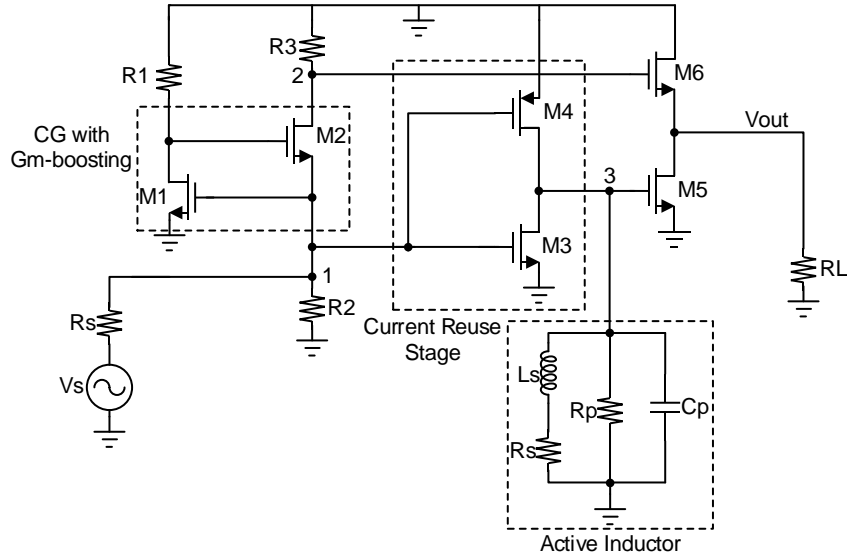 R3
R1
2
M6
M4
CG with
Gm-boosting
M2
Vout
M1
3
M5
M3
1
R2
RL
Rs
Current Reuse
Stage
Vs
Ls
Rp
Cp
Rs
Active Inductor